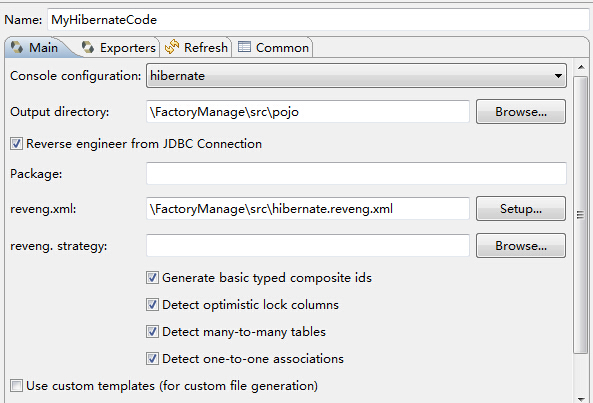 Name: MyHibernateCode
Main Exporters Refresh Common
Console configuration: hibernate
Output directory: \FactoryManage\src\pojo Browse...
Reverse engineer from JDBC Connection
Package:
reveng.xml: \FactoryManage\src\hibernate.reveng.xml Setup...
reveng. strategy: Browse...
Generate basic typed composite ids
Detect optimistic lock columns
Detect many-to-many tables
Detect one-to-one associations
Use custom templates (for custom file generation)